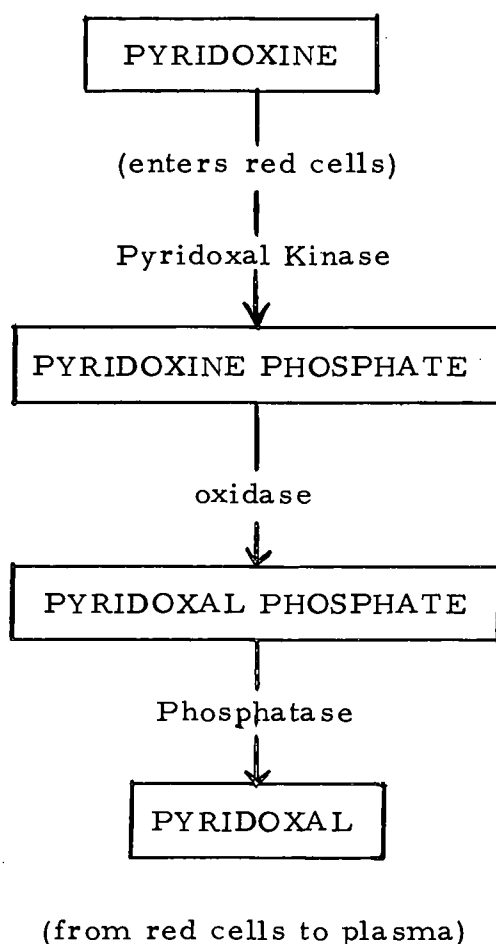 PYRIDOXINE
(enters red cells)
Pyridoxal Kinase
PYRIDOXINE PHOSPHATE
oxidase
PYRIDOXAL PHOSPHATE
Phosphatase
PYRIDOXAL
(from red cells to plasma)